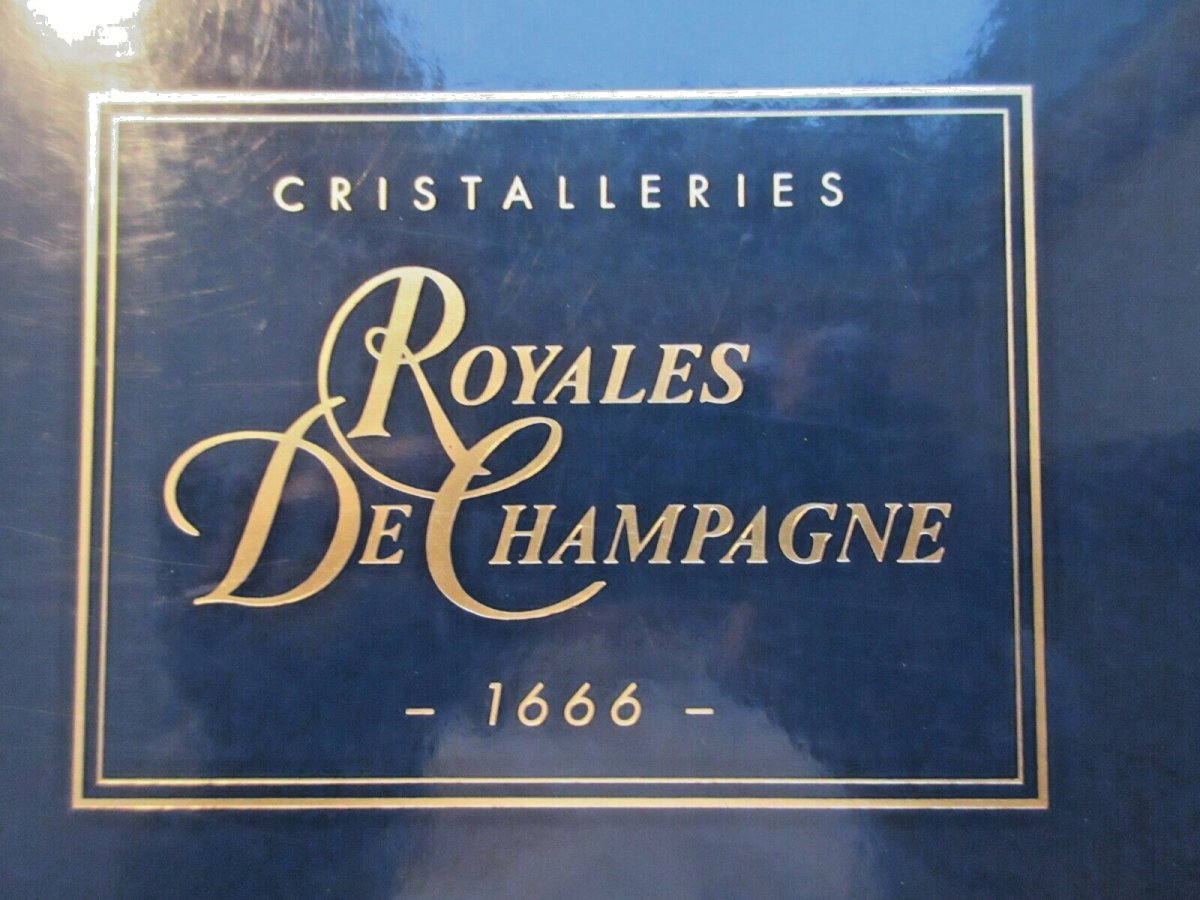 CRISTALLERIES
ROYALES
DE CHAMPAGNE
– 1666 –